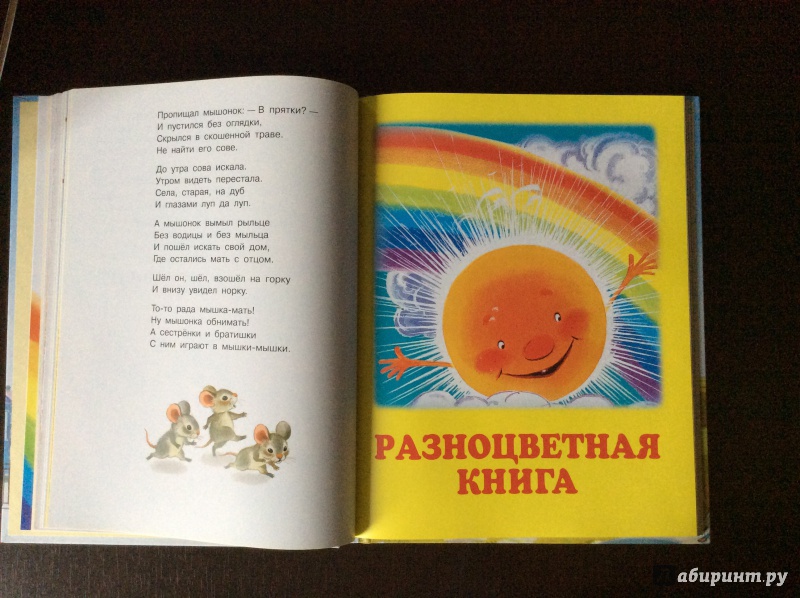 Пропищал мышонок: — В прятки? —
И пустился без оглядки,
Скрылся в скошенной траве.
Не найти его сове.
До утра сова искала.
Утром видеть перестала.
Села, старая, на дуб
И глазами луп да луп.
А мышонок вымыл рыльце
Без водицы и без мыльца
И пошёл искать свой дом,
Где остались мать с отцом.
Шёл он, шёл, взошёл на горку
И внизу увидел норку.
То-то рада мышка-мать!
Ну мышонка обнимать!
А сестрёнки и братишки
С ним играют в мышки-мышки.
РАЗНОЦВЕТНАЯ
КНИГА
абиринт.ру